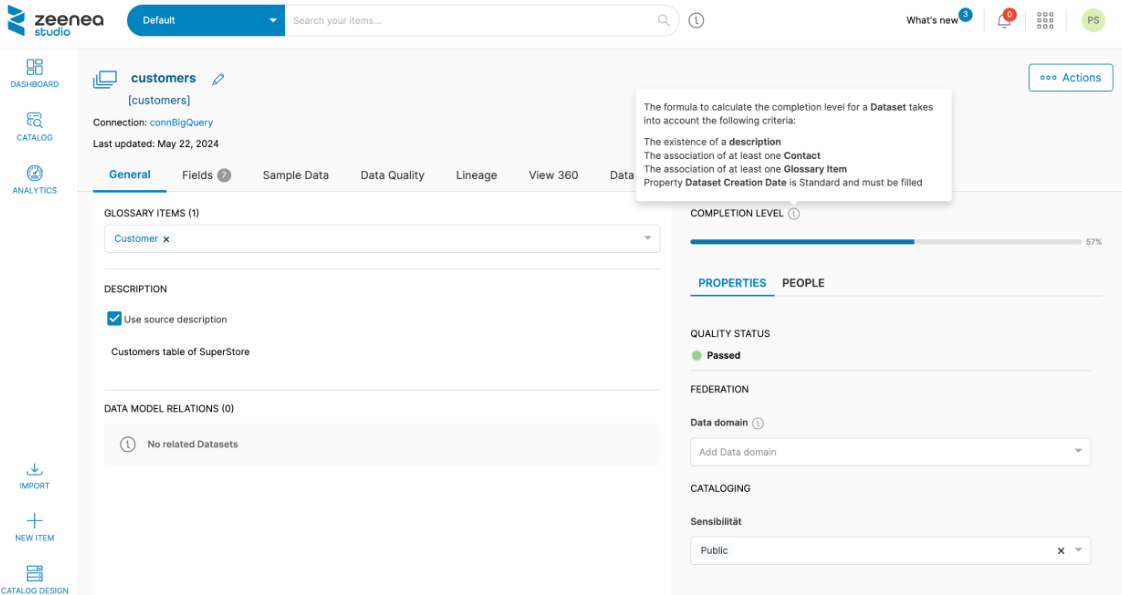 zeenea
studio
Default
Search your items...
What's new
3
0
PS
DASHBOARD
CATALOG
ANALYTICS
IMPORT
NEW ITEM
CATALOG DESIGN
customers
[customers]
Connection: connBigQuery
Last updated: May 22, 2024
Actions
The formula to calculate the completion level for a Dataset takes
into account the following criteria:
The existence of a description
The association of at least one Contact
The association of at least one Glossary Item
Property Dataset Creation Date is Standard and must be filled
General
Fields 7
Sample Data
Data Quality
Lineage
View 360
Data
GLOSSARY ITEMS (1)
Customer
DESCRIPTION
Use source description
Customers table of SuperStore
DATA MODEL RELATIONS (0)
No related Datasets
COMPLETION LEVEL
57%
PROPERTIES
PEOPLE
QUALITY STATUS
Passed
FEDERATION
Data domain
Add Data domain
CATALOGING
Sensibilität
Public